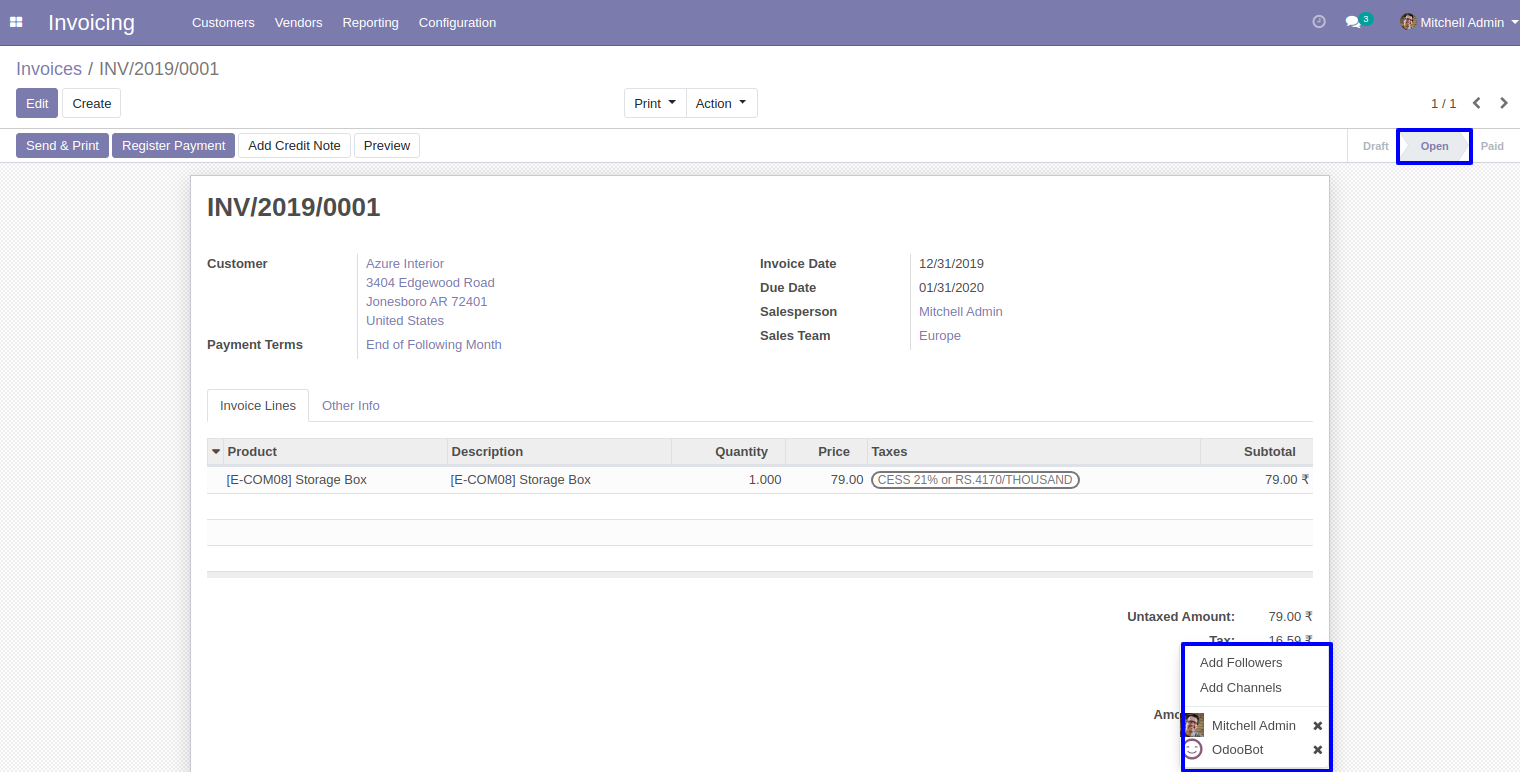 Invoicing Customers Vendors Reporting Configuration 3 Mitchell Admin
Invoices / INV/2019/0001
Edit Create Print Action 1 / 1
Send & Print Register Payment Add Credit Note Preview Draft Open Paid
INV/2019/0001
Customer Azure Interior Invoice Date 12/31/2019
3404 Edgewood Road Due Date 01/31/2020
Jonesboro AR 72401 Salesperson Mitchell Admin
United States Sales Team Europe
Payment Terms End of Following Month
Invoice Lines Other Info
Product Description Quantity Price Taxes Subtotal
[E-COM08] Storage Box [E-COM08] Storage Box 1.000 79.00 CESS 21% or RS.4170/THOUSAND 79.00 ₹
Untaxed Amount: 79.00 ₹
Tax: 16.59 ₹
Add Followers
Add Channels
Mitchell Admin
OdooBot